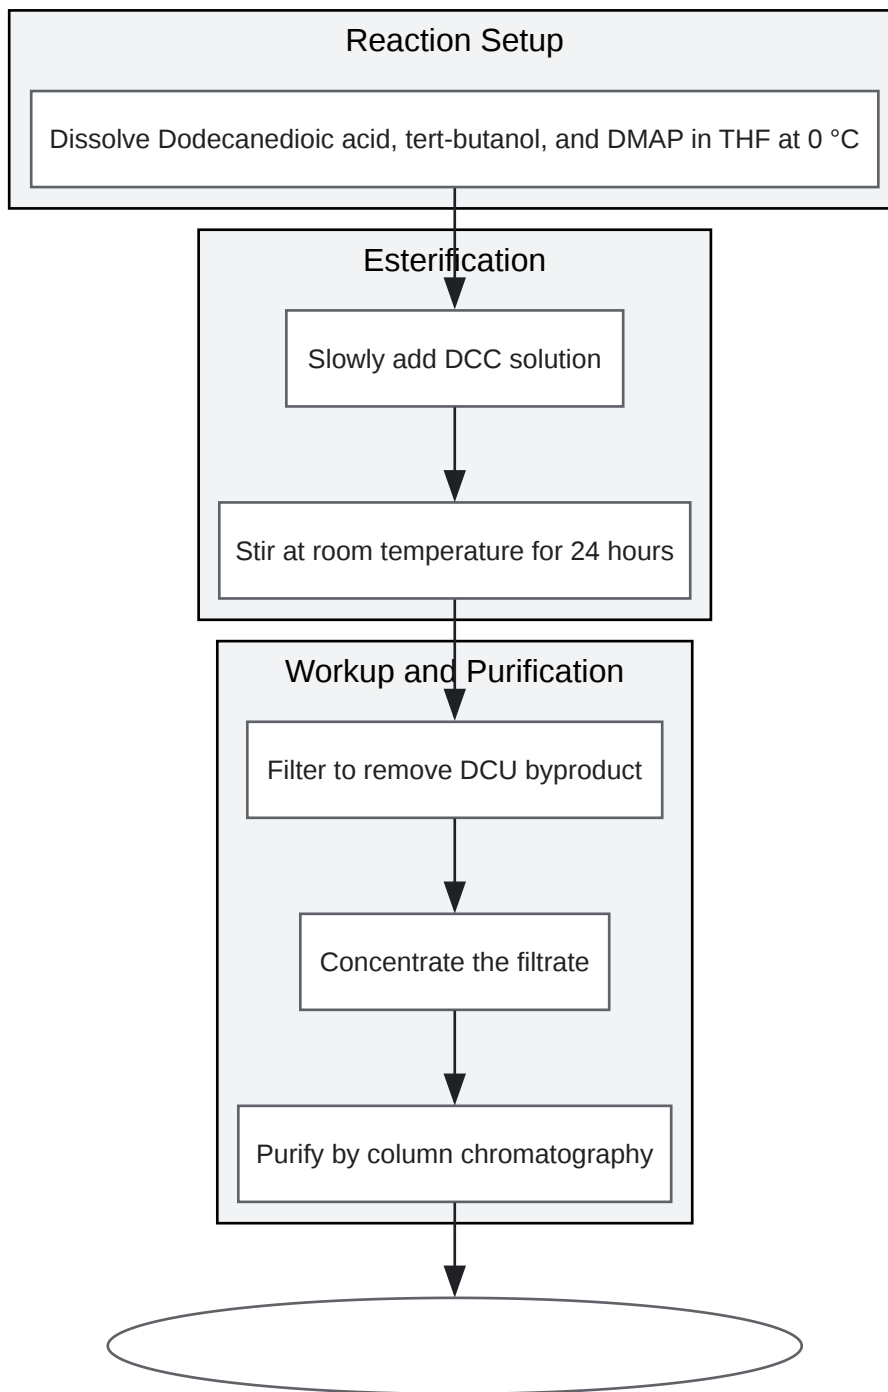 Reaction Setup
Dissolve Dodecanedioic acid, tert-butanol, and DMAP in THF at 0 °C
Esterification
Slowly add DCC solution
Stir at room temperature for 24 hours
Workup and Purification
Filter to remove DCU byproduct
Concentrate the filtrate
Purify by column chromatography